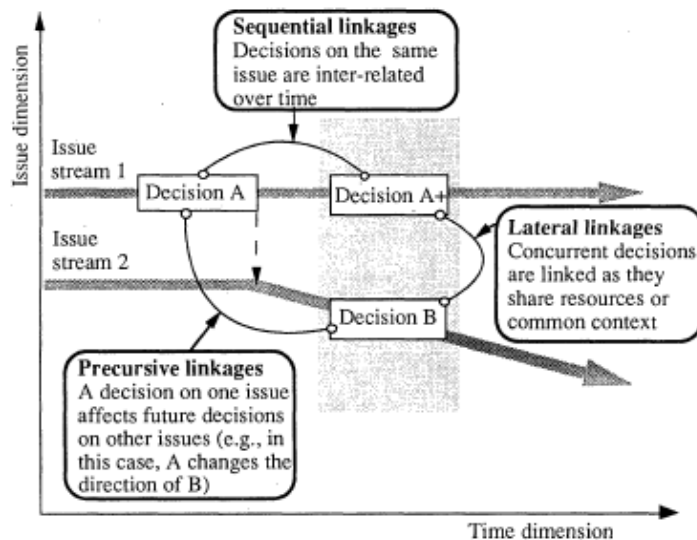 Sequential linkages
Decisions on the same
issue are inter-related
over time
Issue dimension
Issue
stream 1
Decision A
Decision A+
Issue
stream 2
Lateral linkages
Concurrent decisions
are linked as they
share resources or
common context
Decision B
Precursive linkages
A decision on one issue
affects future decisions
on other issues (e.g., in
this case, A changes the
direction of B)
Time dimension